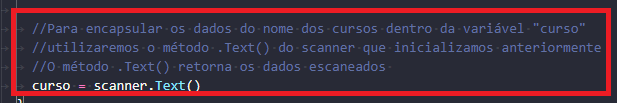 //Para encapsular os dados do nome dos cursos dentro da variável "curso"
//utilizaremos o método .Text() do scanner que inicializamos anteriormente
//O método .Text() retorna os dados escaneados
curso = scanner.Text()